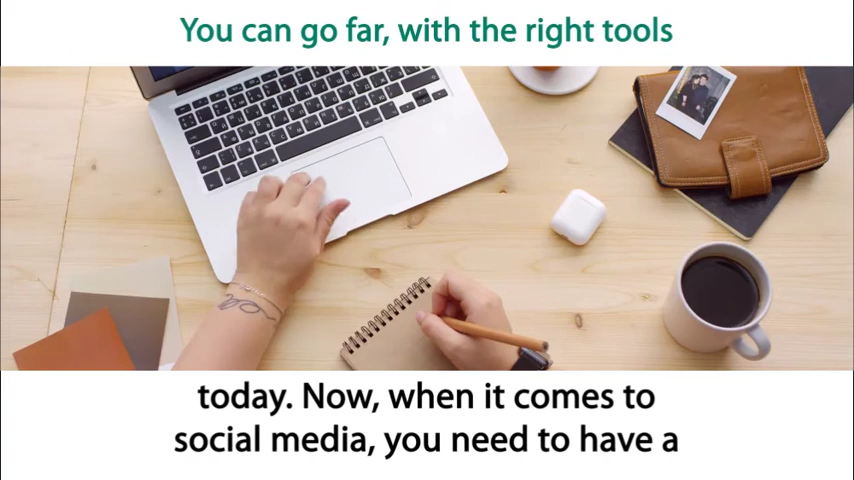 You can go far, with the right tools
today. Now, when it comes to
social media, you need to have a